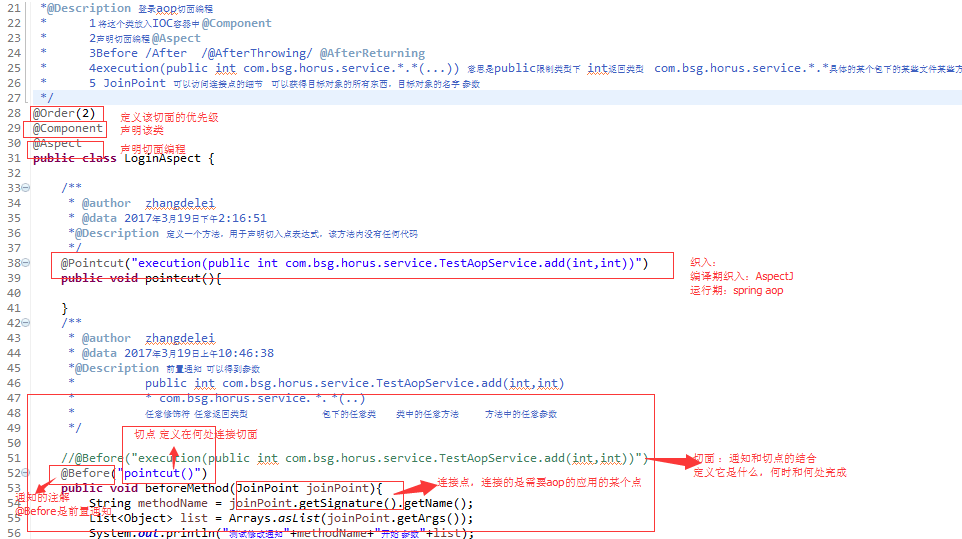 21 *@Description 登录aop切面编程
22 * 1将这个类放入IOC容器中@Component
23 * 2声明切面编程@Aspect
24 * 3Before /After /@AfterThrowing/ @AfterReturning
25 * 4execution(public int com.bsg.horus.service.*.*(...)) 意思是public限制类型下 int返回类型 com.bsg.horus.service.*.*具体的某个包下的某些文件某些方
26 * 5 JoinPoint 可以访问连接点的细节 可以获得目标对象的所有东西，目标对象的名字 参数
27 */
28 @Order(2) 定义该切面的优先级
29 @Component 声明该类
30 @Aspect 声明切面编程
31 public class LoginAspect {
32
33 /**
34 * @author zhangdelei
35 * @data 2017年3月19日下午2:16:51
36 *@Description 定义一个方法，用于声明切入点表达式，该方法内没有任何代码
37 */
38 @Pointcut("execution(public int com.bsg.horus.service.TestAopService.add(int,int))") 织入：
39 public void pointcut(){ 编译期织入：AspectJ
40 运行期：spring aop
41 }
42 /**
43 * @author zhangdelei
44 * @data 2017年3月19日上午10:46:38
45 *@Description 前置通知 可以得到参数
46 * public int com.bsg.horus.service.TestAopService.add(int,int)
47 * * com.bsg.horus.service.*.*(..)
48 * 任意修饰符 任意返回类型 包下的任意类 类中的任意方法 方法中的任意参数
49 */
50 切点 定义在何处连接切面
51 //@Before("execution(public int com.bsg.horus.service.TestAopService.add(int,int))") 切面：通知和切点的结合
52 @Before("pointcut()") 定义它是什么，何时和何处完成
53 public void beforeMethod(JoinPoint joinPoint){ 连接点，连接的是需要aop的应用的某个点
通知的注解
54 String methodName = joinPoint.getSignature().getName();
@Before是前置通知
55 List<Object> list = Arrays.asList(joinPoint.getArgs());
56 System.out.println("测试修改通知"+methodName+"开始参数"+list);